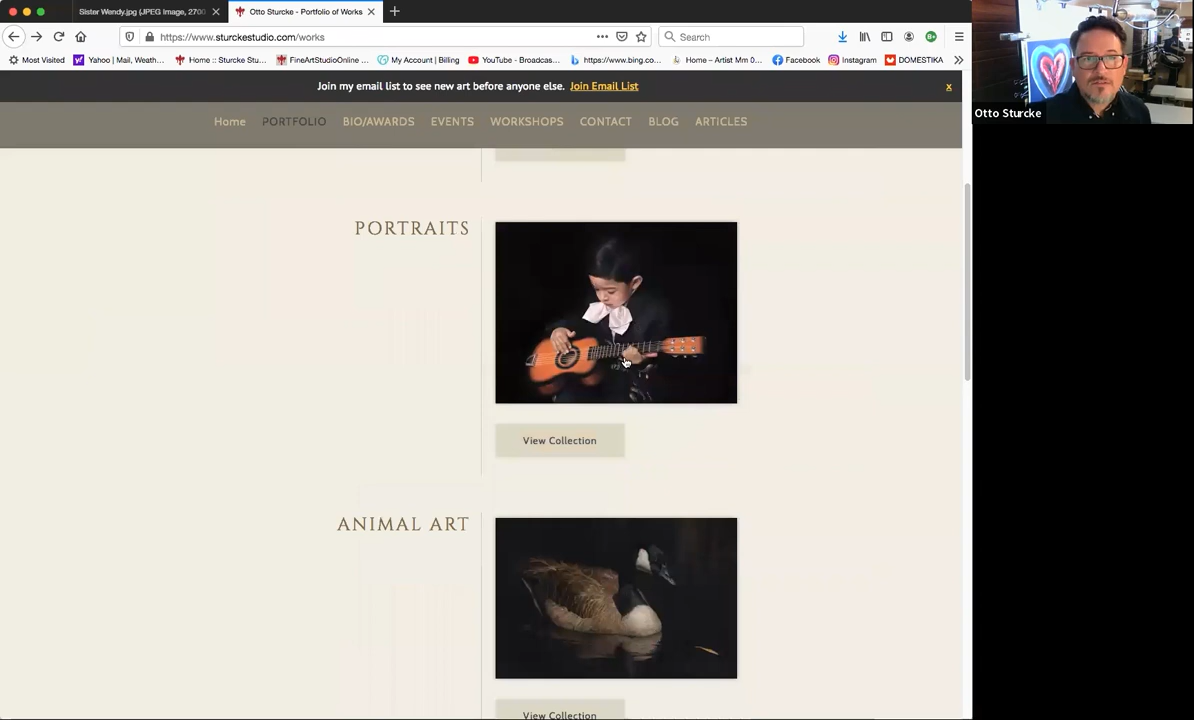 Sister Wendy.jpg (JPEG Image, 2700
Otto Sturcke - Portfolio of Works
https://www.sturckestudio.com/works
Search
Most Visited
Yahoo | Mail, Weath…
Home :: Sturcke Stu…
FineArtStudioOnline …
My Account | Billing
YouTube - Broadcas…
https://www.bing.co…
Home – Artist Mm 0…
Facebook
Instagram
DOMESTIKA
Join my email list to see new art before anyone else. Join Email List
x
Home
PORTFOLIO
BIO/AWARDS
EVENTS
WORKSHOPS
CONTACT
BLOG
ARTICLES
Otto Sturcke
PORTRAITS
View Collection
ANIMAL ART
View Collection